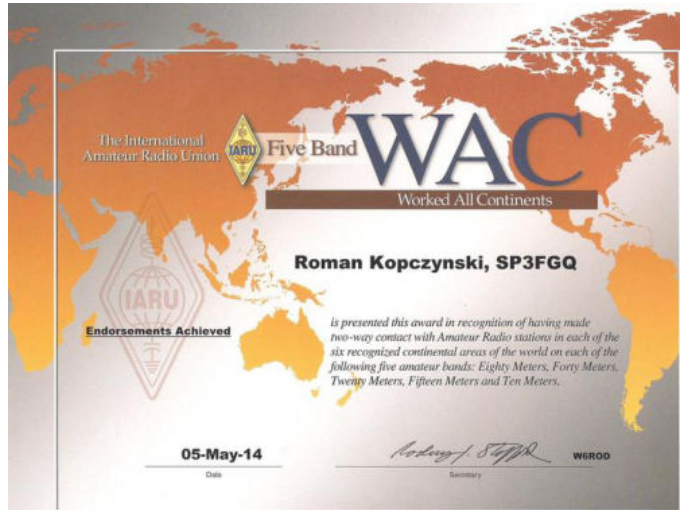 The International
Amateur Radio Union
IARU
Five Band
WAC
Worked All Continents
Roman Kopczynski, SP3FGQ
IARU
Endorsements Achieved
is presented this award in recognition of having made
two-way contact with Amateur Radio stations in each of the
six recognized continental areas of the world on each of the
following five amateur bands: Eighty Meters, Forty Meters,
Twenty Meters, Fifteen Meters and Ten Meters.
05-May-14
W6ROD
Date
Secretary